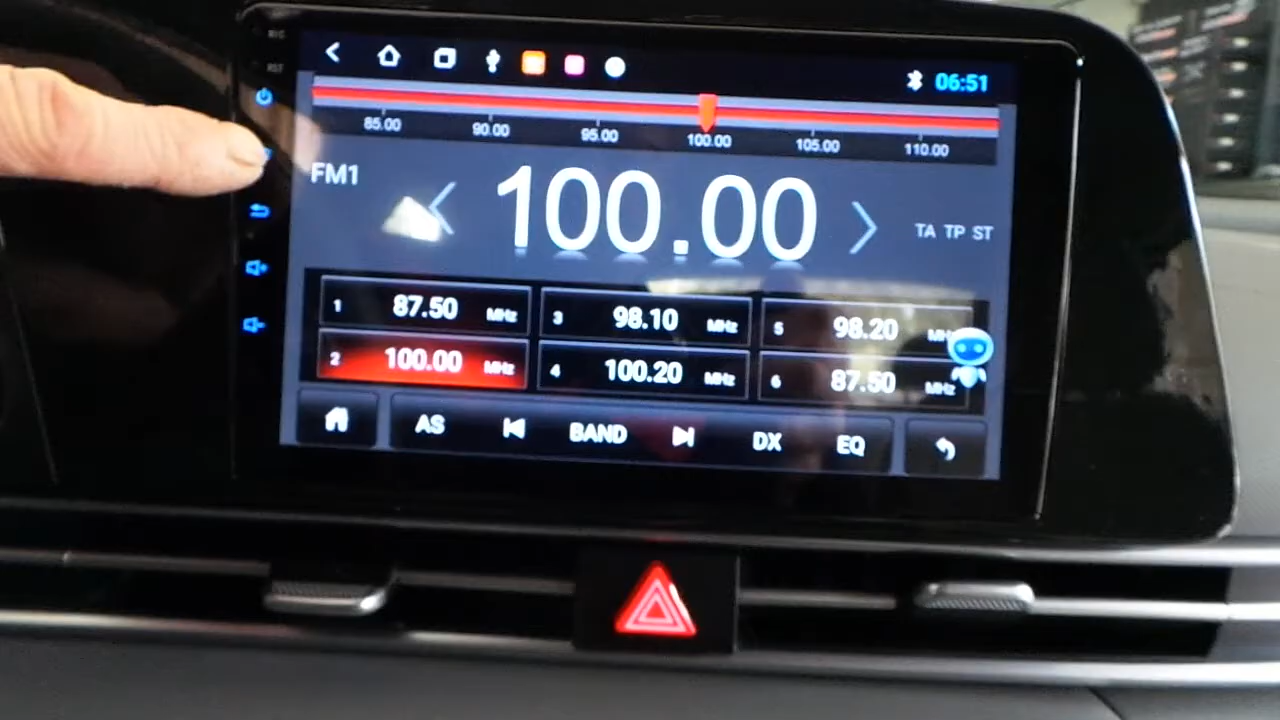 MIC
RST
06:51
85.00 90.00 95.00 100.00 105.00 110.00
FM1
100.00
TA TP ST
1 87.50 MHz
3 98.10 MHz
5 98.20 MHz
2 100.00 MHz
4 100.20 MHz
6 87.50 MHz
AS BAND DX EQ